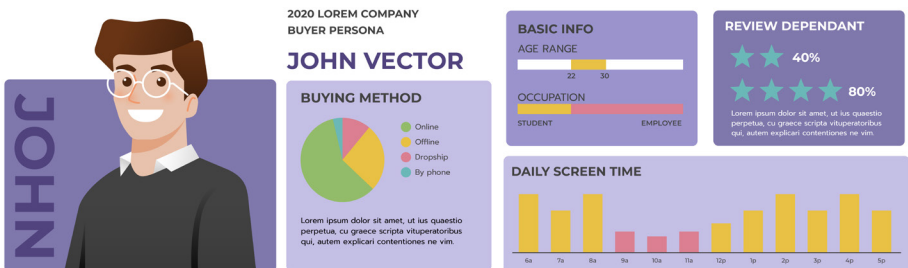 JOHN
2020 LOREM COMPANY
BUYER PERSONA
JOHN VECTOR
BUYING METHOD
Online
Offline
Dropship
By phone
Lorem ipsum dolor sit amet, ut ius quaestio
perpetua, cu graece scripta vituperatoribus
qui, autem explicari contentiones ne vim.
BASIC INFO
AGE RANGE
22 30
OCCUPATION
STUDENT EMPLOYEE
REVIEW DEPENDANT
40%
80%
Lorem ipsum dolor sit amet, ut ius quaestio
perpetua, cu graece scripta vituperatoribus
qui, autem explicari contentiones ne vim.
DAILY SCREEN TIME
6a 7a 8a 9a 10a 11a 12p 1p 2p 3p 4p 5p